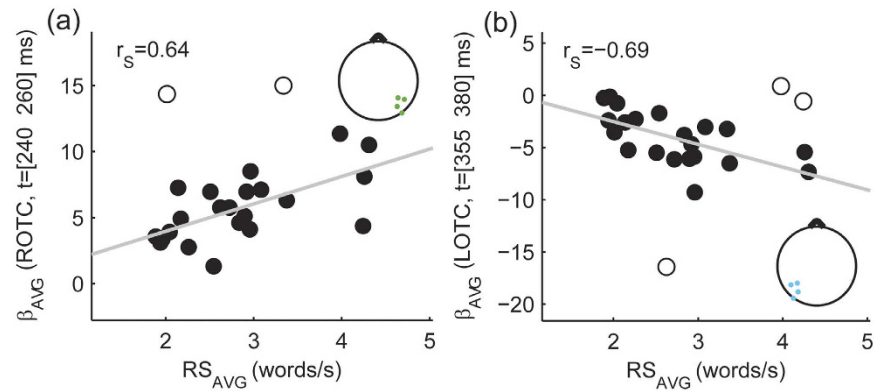 (a)
r_S=0.64
20
15
10
5
0
2 3 4 5
β_AVG (ROTC, t=[240 260] ms)
RS_AVG (words/s)
(b)
r_S=−0.69
5
0
−5
−10
−15
−20
2 3 4 5
β_AVG (LOTC, t=[355 380] ms)
RS_AVG (words/s)